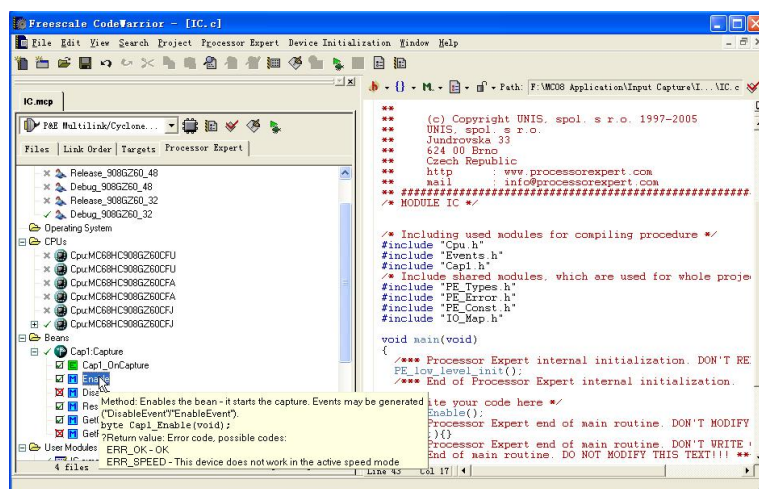 Freescale CodeWarrior - [IC.c]
File Edit View Search Project Processor Expert Device Initialization Window Help
Path: F:\MC08 Application\Input Capture\I...\IC.c
IC.mcp
P&E Multilink/Cyclone...
Files Link Order Targets Processor Expert
Release_908GZ60_48
Debug_908GZ60_48
Release_908GZ60_32
Debug_908GZ60_32
Operating System
CPUs
Cpu:MC68HC908GZ60CFU
Cpu:MC68HC908GZ60CFU
Cpu:MC68HC908GZ60CFA
Cpu:MC68HC908GZ60CFA
Cpu:MC68HC908GZ60CFJ
Cpu:MC68HC908GZ60CFJ
Beans
Cap1:Capture
Cap1_OnCapture
Enable
Disa
Res
Get
Get
User Modules
4 files
Method: Enables the bean - it starts the capture. Events may be generated
("DisableEvent"/"EnableEvent").
byte Cap1_Enable(void);
?Return value: Error code, possible codes:
ERR_OK - OK
ERR_SPEED - This device does not work in the active speed mode
**
** (c) Copyright UNIS, spol. s r.o. 1997-2005
** UNIS, spol. s r.o.
** Jundrovska 33
** 624 00 Brno
** Czech Republic
** http : www.processorexpert.com
** mail : info@processorexpert.com
** ###################################################
/* MODULE IC */
/* Including used modules for compiling procedure */
#include "Cpu.h"
#include "Events.h"
#include "Cap1.h"
/* Include shared modules, which are used for whole proje
#include "PE_Types.h"
#include "PE_Error.h"
#include "PE_Const.h"
#include "IO_Map.h"
void main(void)
{
/*** Processor Expert internal initialization. DON'T RE
PE_low_level_init();
/*** End of Processor Expert internal initialization.
ite your code here */
Enable();
Processor Expert end of main routine. DON'T MODIFY
;){}
Processor Expert end of main routine. DON'T WRITE
End of main routine. DO NOT MODIFY THIS TEXT!!! **
Line 43 Col 17